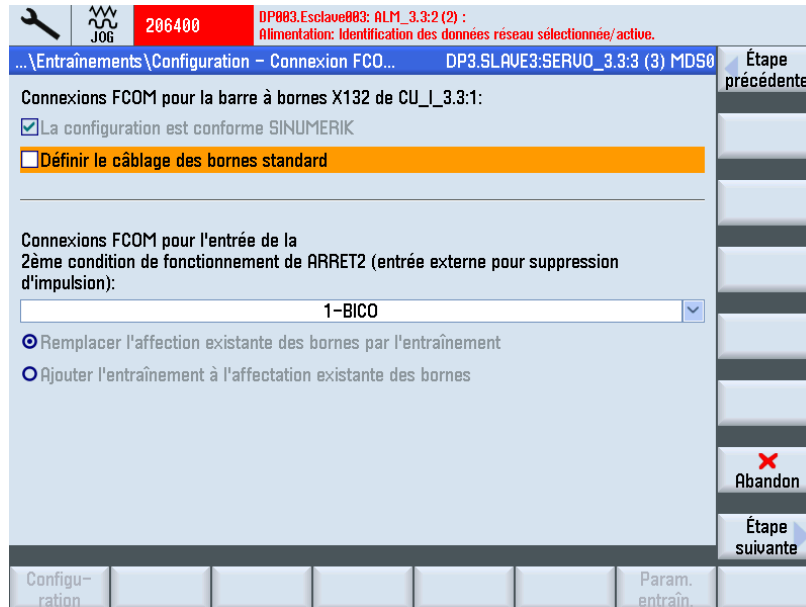 JOG
206400
DP003.Esclave003: ALM_3.3:2 (2) :
Alimentation: Identification des données réseau sélectionnée/active.
...\Entraînements\Configuration - Connexion FCO... DP3.SLAVE3:SERVO_3.3:3 (3) MDS0
Étape
précédente
Connexions FCOM pour la barre à bornes X132 de CU_I_3.3:1:
La configuration est conforme SINUMERIK
Définir le câblage des bornes standard
Connexions FCOM pour l'entrée de la
2ème condition de fonctionnement de ARRET2 (entrée externe pour suppression
d'impulsion):
1-BICO
Remplacer l'affection existante des bornes par l'entraînement
Ajouter l'entraînement à l'affectation existante des bornes
Abandon
Étape
suivante
Configu-
ration
Param.
entraîn.